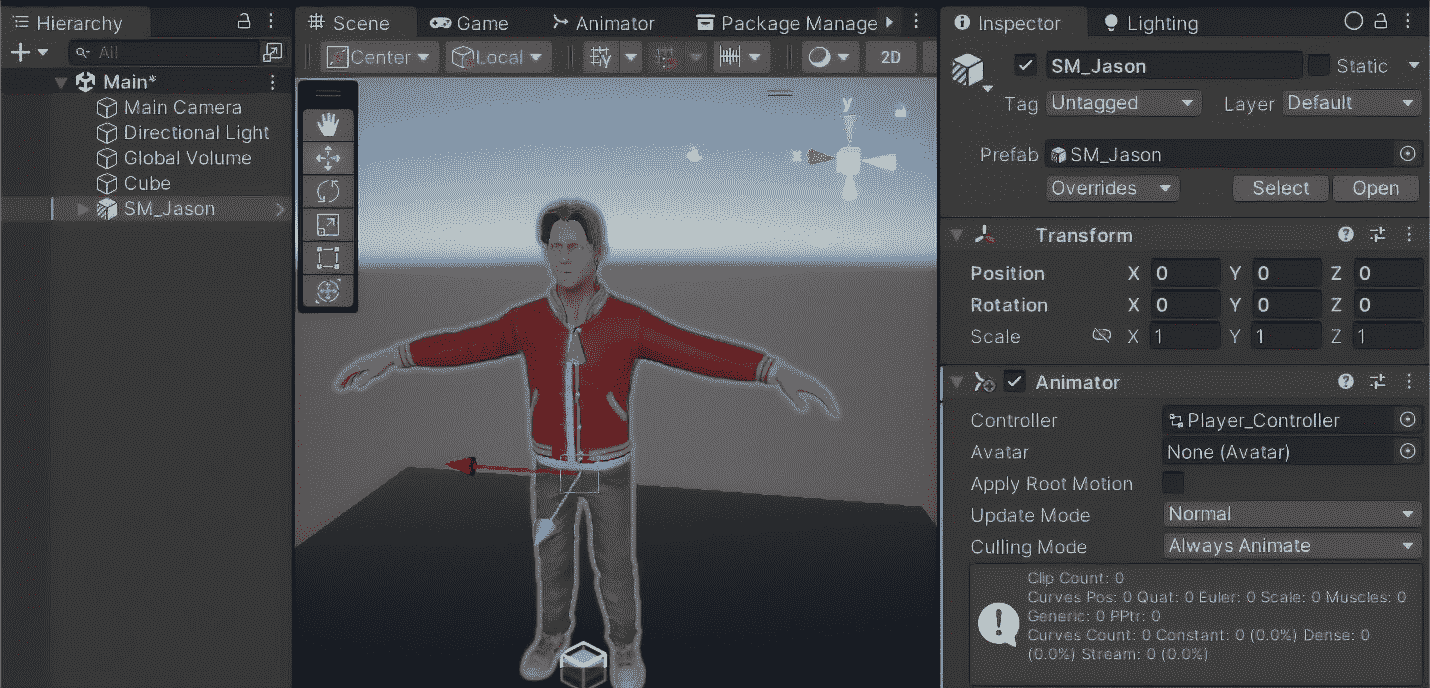 Hierarchy
All
Main*
Main Camera
Directional Light
Global Volume
Cube
SM_Jason
Scene Game Animator Package Manage
Center Local 2D
y
x
Inspector Lighting
SM_Jason Static
Tag Untagged Layer Default
Prefab SM_Jason
Overrides Select Open
Transform
Position X 0 Y 0 Z 0
Rotation X 0 Y 0 Z 0
Scale X 1 Y 1 Z 1
Animator
Controller Player_Controller
Avatar None (Avatar)
Apply Root Motion
Update Mode Normal
Culling Mode Always Animate
Clip Count: 0
Curves Pos: 0 Quat: 0 Euler: 0 Scale: 0 Muscles: 0
Generic: 0 PPtr: 0
Curves Count: 0 Constant: 0 (0.0%) Dense: 0
(0.0%) Stream: 0 (0.0%)